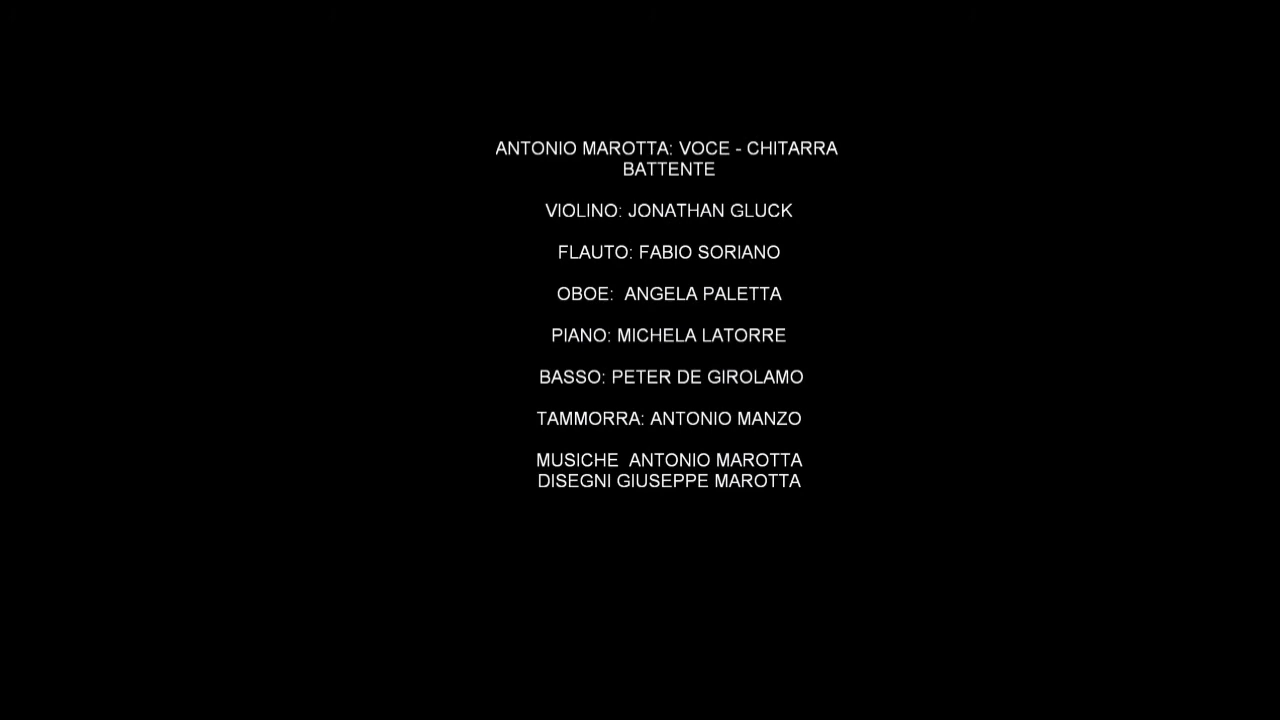 ANTONIO MAROTTA: VOCE - CHITARRA
BATTENTE
VIOLINO: JONATHAN GLUCK
FLAUTO: FABIO SORIANO
OBOE:  ANGELA PALETTA
PIANO: MICHELA LATORRE
BASSO: PETER DE GIROLAMO
TAMMORRA: ANTONIO MANZO
MUSICHE  ANTONIO MAROTTA
DISEGNI GIUSEPPE MAROTTA